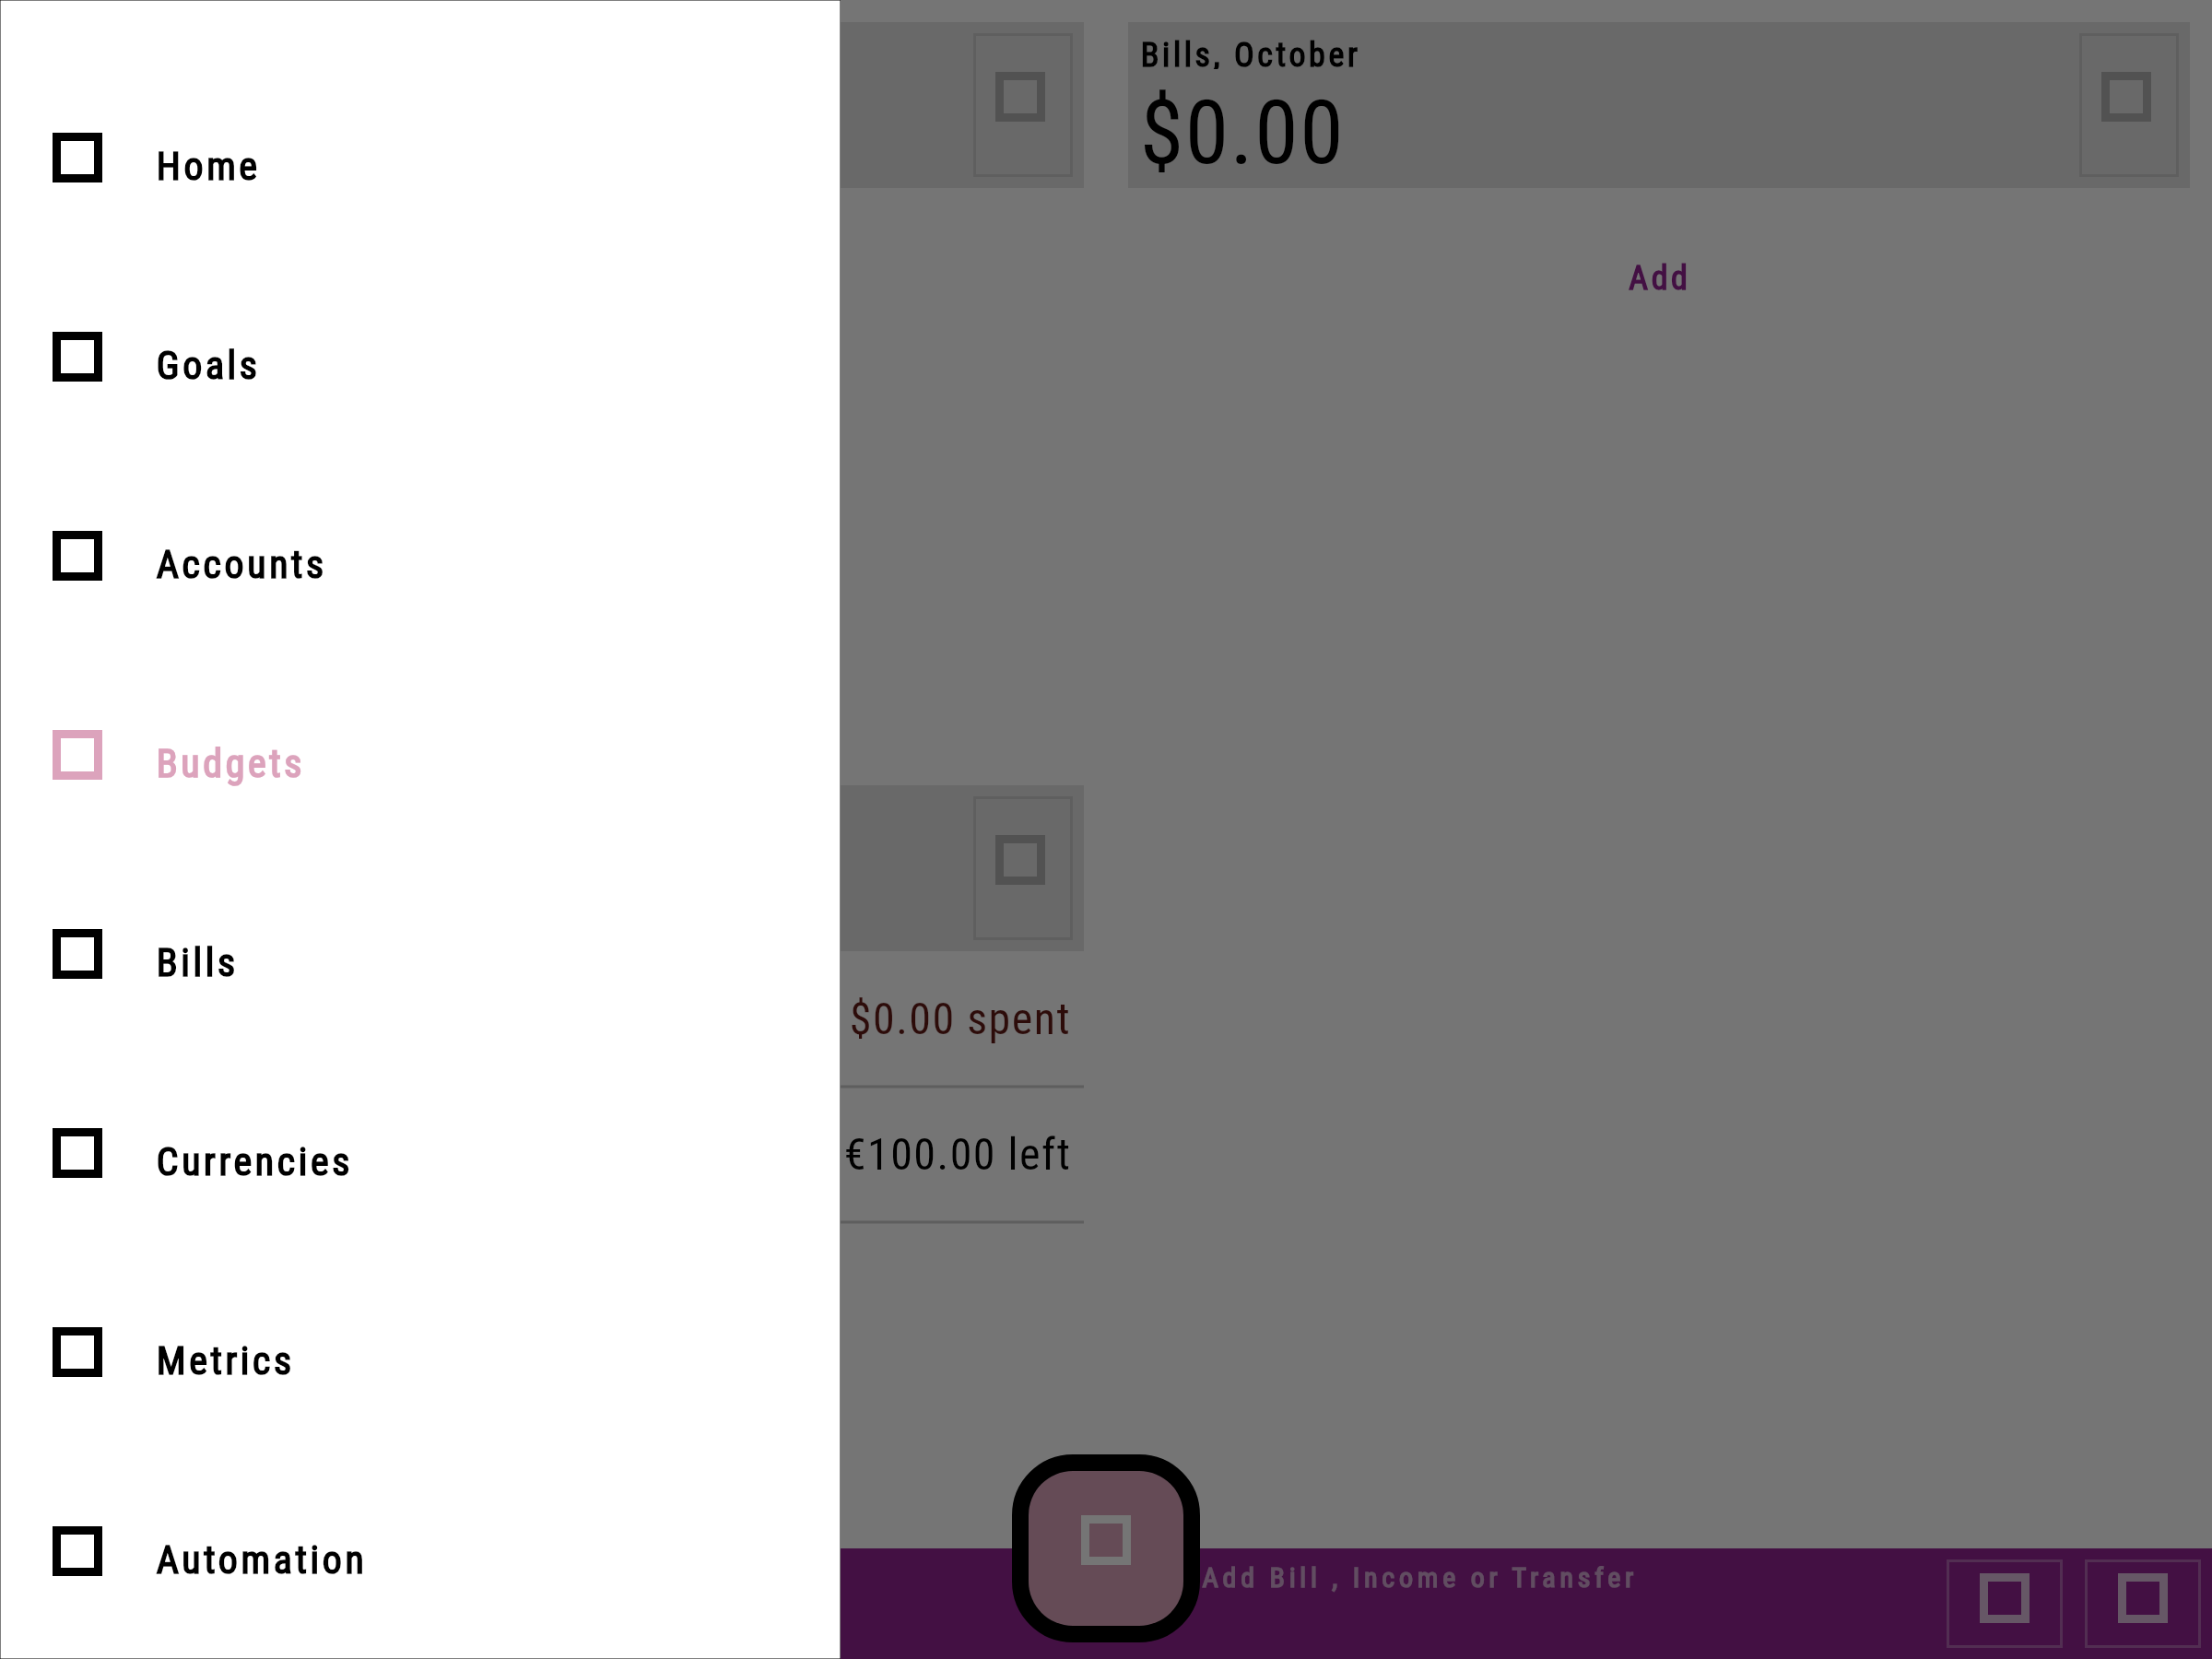 Home
Goals
Accounts
Budgets
Bills
Currencies
Metrics
Automation
Bills, October
$0.00
Add
$0.00 spent
€100.00 left
Add Bill , Income or Transfer